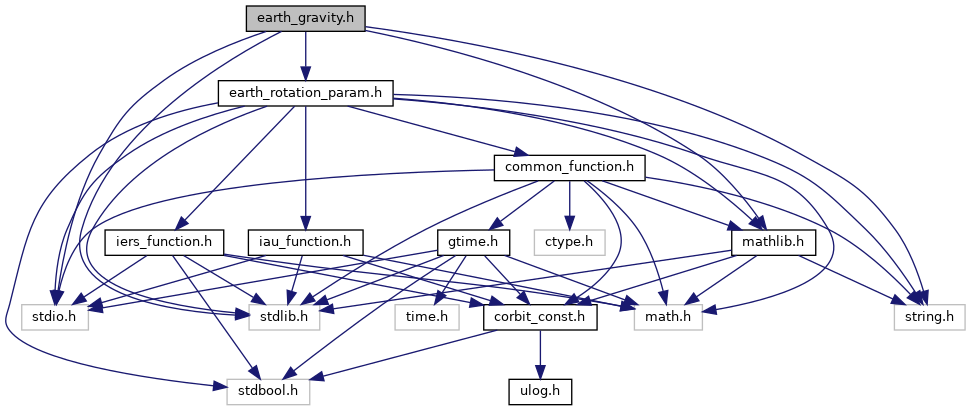 earth_gravity.h
earth_rotation_param.h
common_function.h
iers_function.h
iau_function.h
gtime.h
ctype.h
mathlib.h
stdio.h
stdlib.h
time.h
corbit_const.h
math.h
string.h
stdbool.h
ulog.h